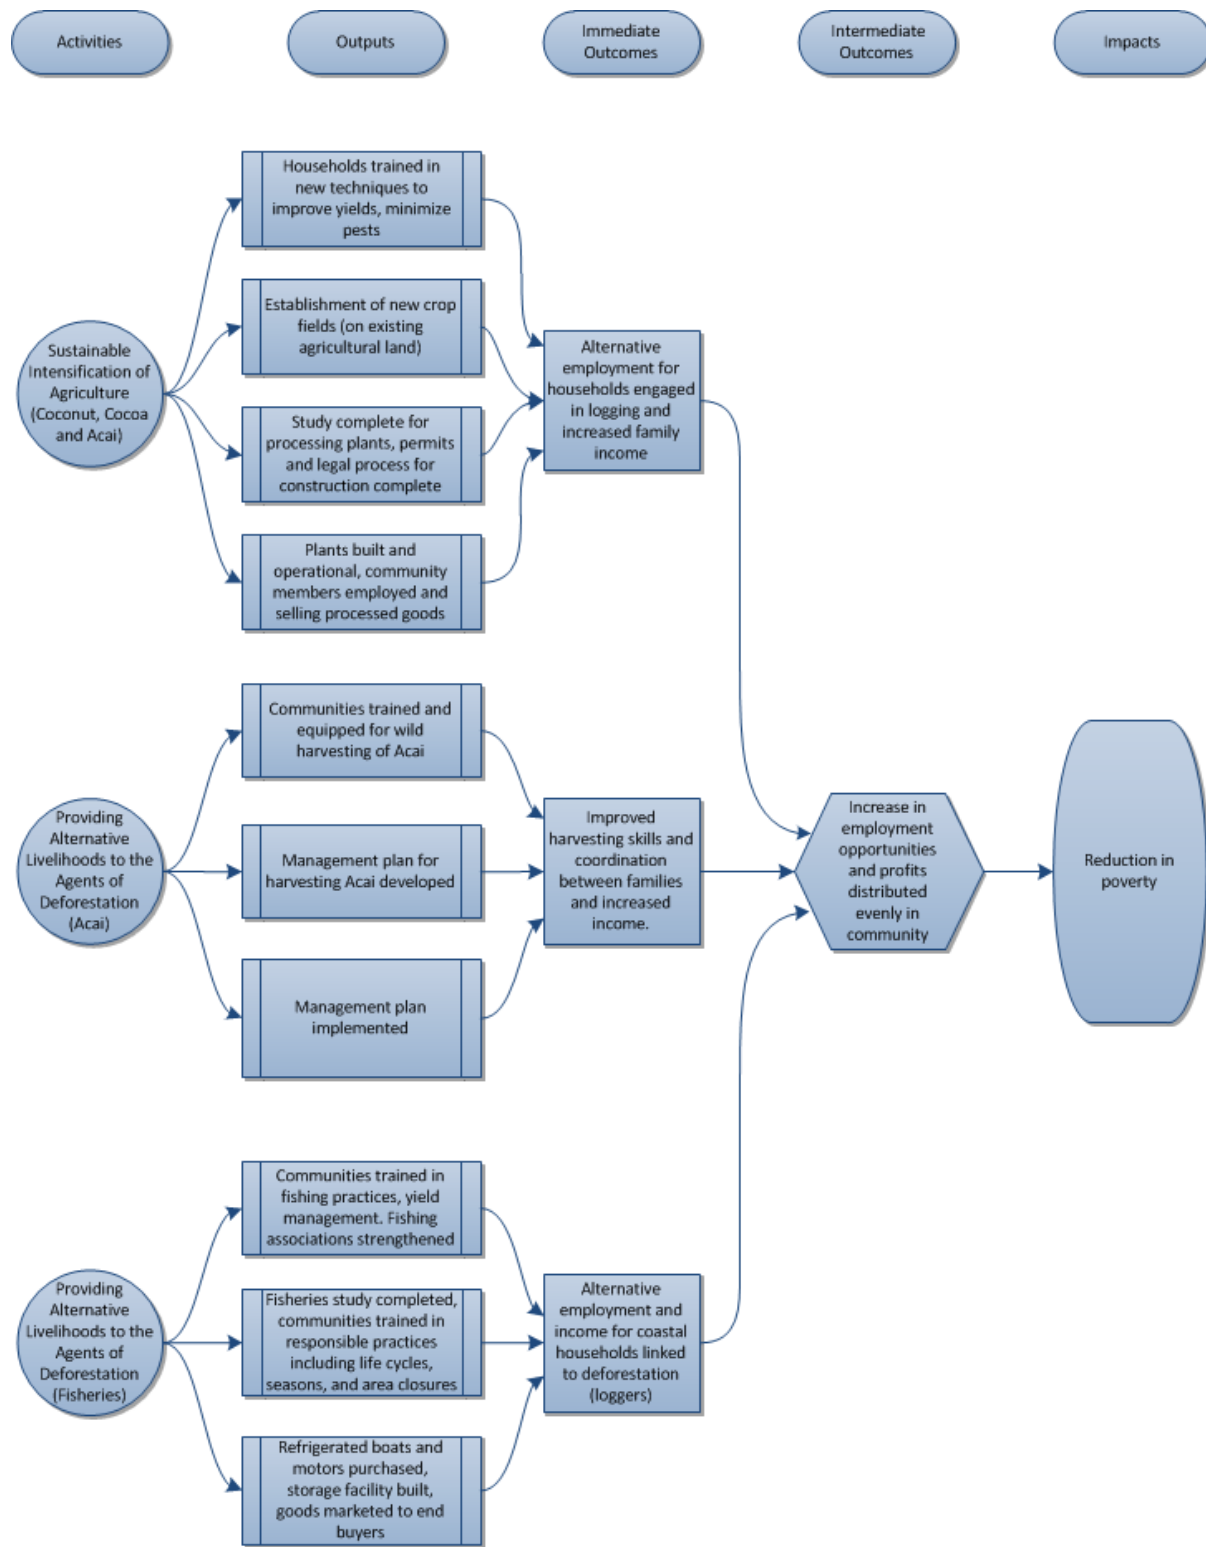 Activities
Outputs
Immediate
Outcomes
Intermediate
Outcomes
Impacts
Households trained in
new techniques to
improve yields, minimize
pests
Establishment of new crop
fields (on existing
agricultural land)
Sustainable
Intensification of
Agriculture
(Coconut, Cocoa
and Acai)
Alternative
employment for
households engaged
in logging and
increased family
income
Study complete for
processing plants, permits
and legal process for
construction complete
Plants built and
operational, community
members employed and
selling processed goods
Communities trained and
equipped for wild
harvesting of Acai
Providing
Alternative
Livelihoods to the
Agents of
Deforestation
(Acai)
Management plan for
harvesting Acai developed
Improved
harvesting skills and
coordination
between families
and increased
income.
Increase in
employment
opportunities
and profits
distributed
evenly in
community
Reduction in
poverty
Management plan
implemented
Communities trained in
fishing practices, yield
management. Fishing
associations strengthened
Providing
Alternative
Livelihoods to the
Agents of
Deforestation
(Fisheries)
Fisheries study completed,
communities trained in
responsible practices
including life cycles,
seasons, and area closures
Alternative
employment and
income for coastal
households linked
to deforestation
(loggers)
Refrigerated boats and
motors purchased,
storage facility built,
goods marketed to end
buyers